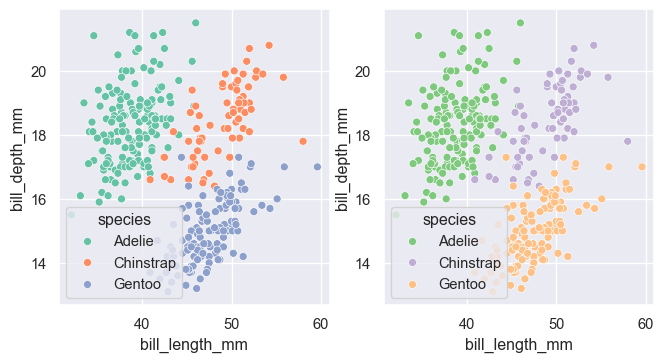 bill_depth_mm
20
18
16
14
species
Adelie
Chinstrap
Gentoo
40
50
60
bill_length_mm
bill_depth_mm
20
18
16
14
species
Adelie
Chinstrap
Gentoo
40
50
60
bill_length_mm